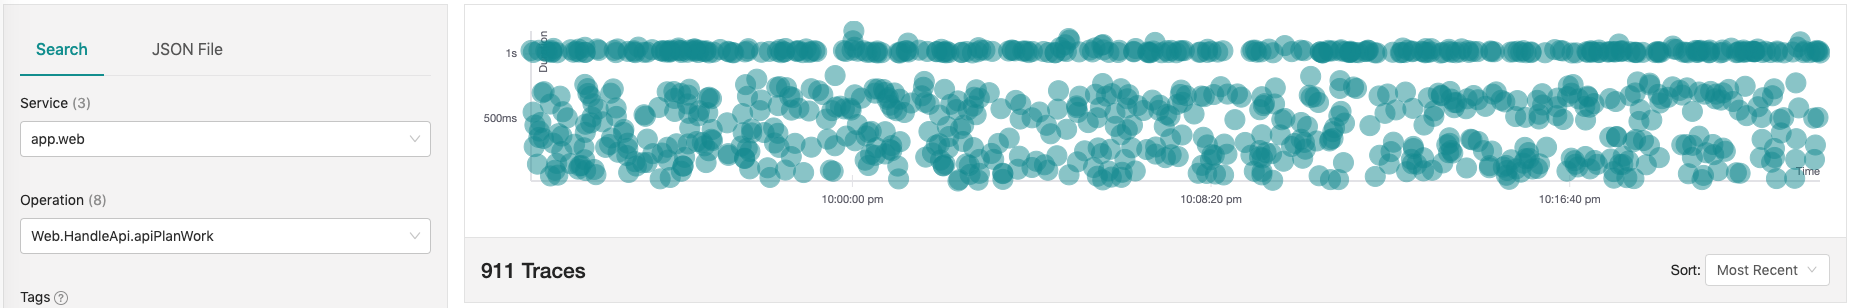 Search
JSON File
Service (3)
app.web
Operation (8)
Web.HandleApi.apiPlanWork
Tags ?
Duration
1s
500ms
Time
10:00:00 pm
10:08:20 pm
10:16:40 pm
911 Traces
Sort: Most Recent